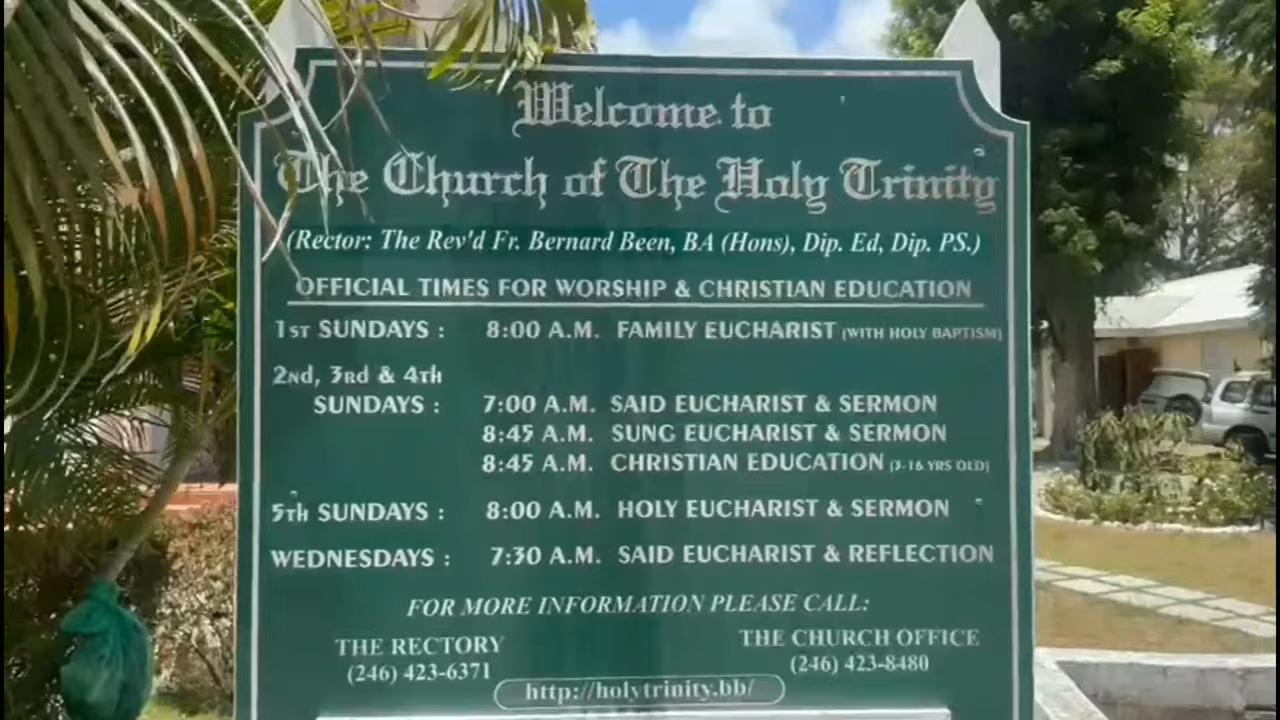 Welcome to
The Church of The Holy Trinity
(Rector: The Rev'd Fr. Bernard Been, BA (Hons), Dip. Ed, Dip. PS.)
OFFICIAL TIMES FOR WORSHIP & CHRISTIAN EDUCATION
1ST SUNDAYS : 8:00 A.M. FAMILY EUCHARIST (WITH HOLY BAPTISM)
2Nd, 3Rd & 4Th
SUNDAYS : 7:00 A.M. SAID EUCHARIST & SERMON
8:45 A.M. SUNG EUCHARIST & SERMON
8:45 A.M. CHRISTIAN EDUCATION (3-16 YRS OLD)
5Th SUNDAYS : 8:00 A.M. HOLY EUCHARIST & SERMON
WEDNESDAYS : 7:30 A.M. SAID EUCHARIST & REFLECTION
FOR MORE INFORMATION PLEASE CALL:
THE RECTORY
(246) 423-6371
THE CHURCH OFFICE
(246) 423-8480
http://holytrinity.bb/